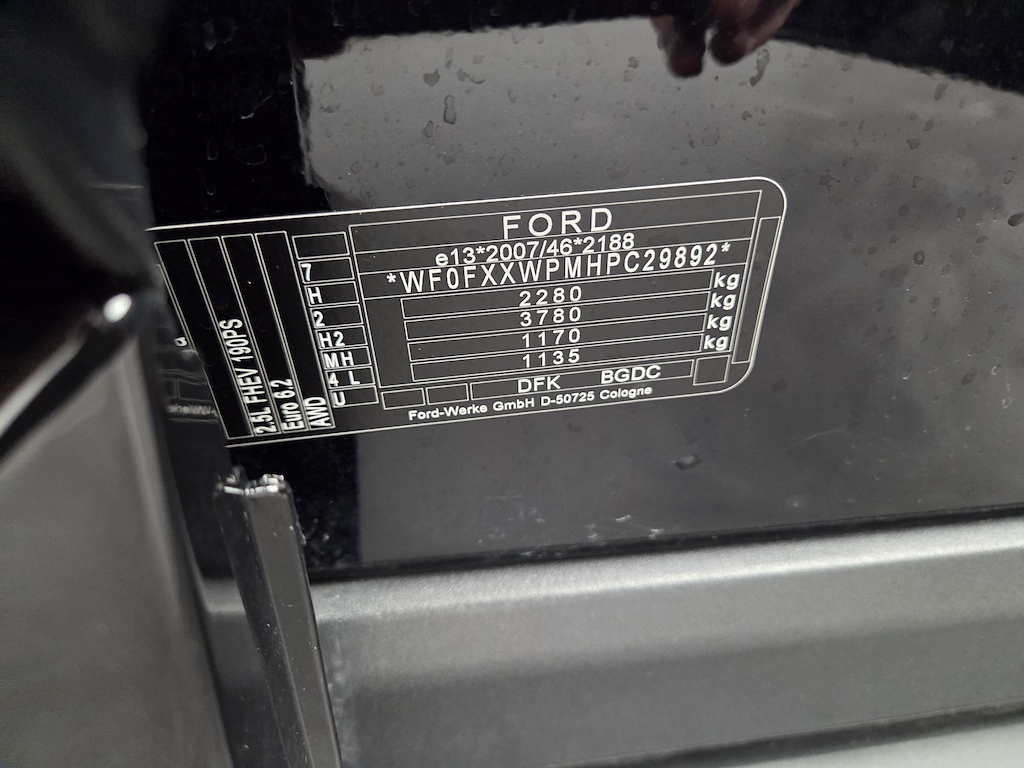 FORD
e13*2007/46*2188
*WF0FXXWPMHPC29892*
2280 kg
3780 kg
1170 kg
1135 kg
DFK BGDC
Ford-Werke GmbH D-50725 Cologne
7
H
2
H2
MH
4 L
U
2.5L FHEV 190PS
Euro 6.2
AWD